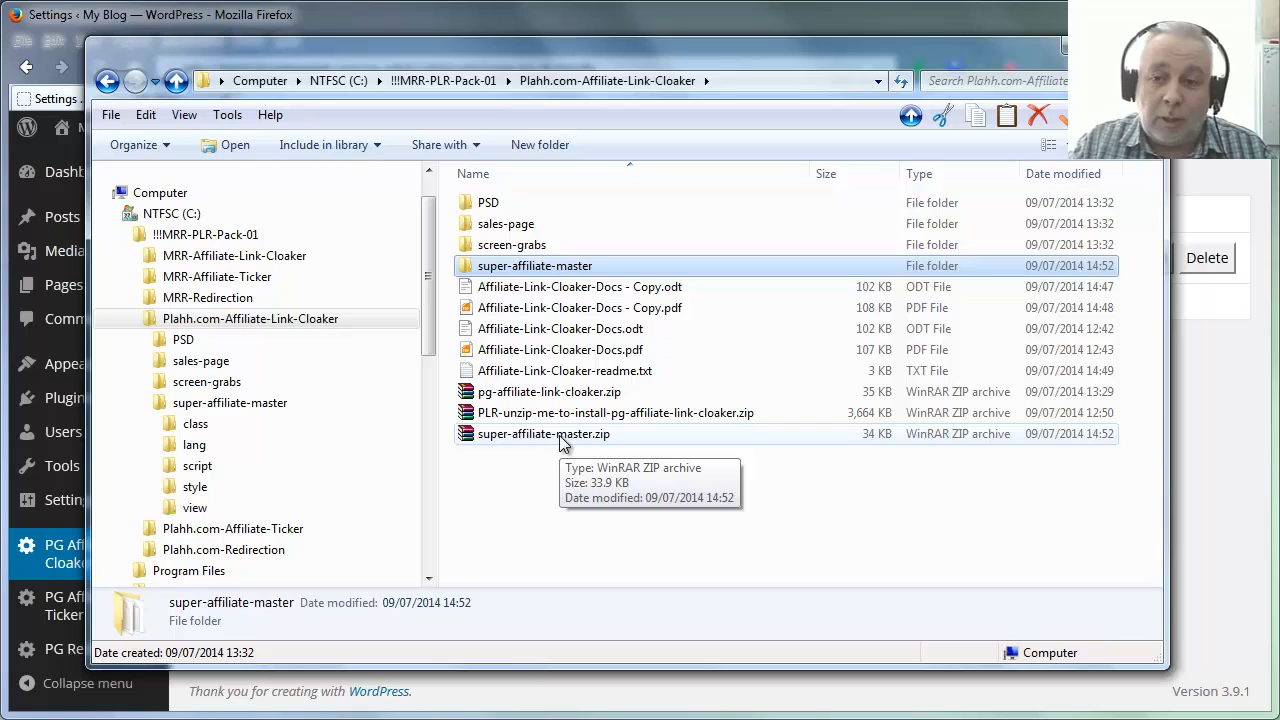 Settings ‹ My Blog — WordPress - Mozilla Firefox
Computer NTFSC (C:) !!!MRR-PLR-Pack-01 Plahh.com-Affiliate-Link-Cloaker Search Plahh.com-Affiliate
Settings
File Edit View Tools Help
Organize Open Include in library Share with New folder
Name Size Type Date modified
PSD File folder 09/07/2014 13:32
sales-page File folder 09/07/2014 13:32
screen-grabs File folder 09/07/2014 13:32
super-affiliate-master File folder 09/07/2014 14:52
Affiliate-Link-Cloaker-Docs - Copy.odt 102 KB ODT File 09/07/2014 14:47
Affiliate-Link-Cloaker-Docs - Copy.pdf 108 KB PDF File 09/07/2014 14:48
Affiliate-Link-Cloaker-Docs.odt 102 KB ODT File 09/07/2014 12:42
Affiliate-Link-Cloaker-Docs.pdf 107 KB PDF File 09/07/2014 12:43
Affiliate-Link-Cloaker-readme.txt 3 KB TXT File 09/07/2014 14:49
pg-affiliate-link-cloaker.zip 35 KB WinRAR ZIP archive 09/07/2014 13:29
PLR-unzip-me-to-install-pg-affiliate-link-cloaker.zip 3,664 KB WinRAR ZIP archive 09/07/2014 12:50
super-affiliate-master.zip 34 KB WinRAR ZIP archive 09/07/2014 14:52
Type: WinRAR ZIP archive
Size: 33.9 KB
Date modified: 09/07/2014 14:52
Computer
NTFSC (C:)
!!!MRR-PLR-Pack-01
MRR-Affiliate-Link-Cloaker
MRR-Affiliate-Ticker
MRR-Redirection
Plahh.com-Affiliate-Link-Cloaker
PSD
sales-page
screen-grabs
super-affiliate-master
class
lang
script
style
view
Plahh.com-Affiliate-Ticker
Plahh.com-Redirection
Program Files
super-affiliate-master Date modified: 09/07/2014 14:52
File folder
Date created: 09/07/2014 13:32 Computer
M
Dashb
Posts
Media
Pages
Comm
Appea
Plugin
Users
Tools
Settin
PG Aff
Cloake
PG Aff
Ticker
PG Re
Collapse menu
Delete
Thank you for creating with WordPress. Version 3.9.1